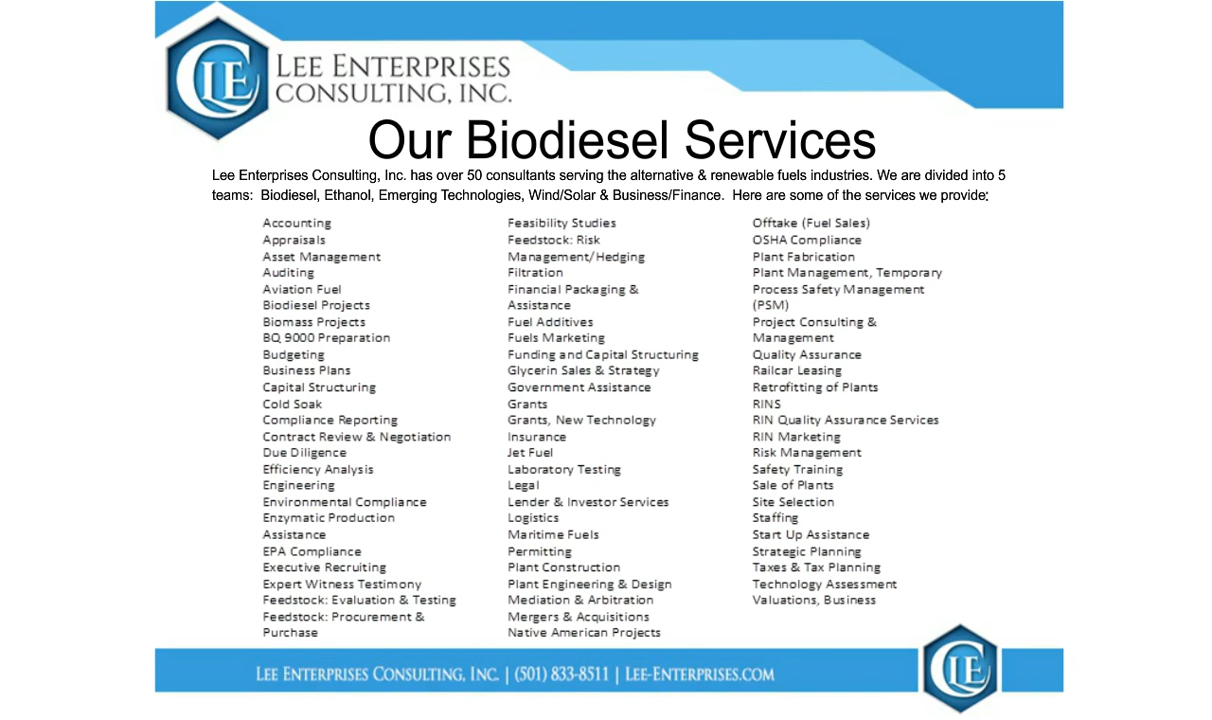 LEE ENTERPRISES
CONSULTING, INC.
Our Biodiesel Services
Lee Enterprises Consulting, Inc. has over 50 consultants serving the alternative & renewable fuels industries. We are divided into 5
teams: Biodiesel, Ethanol, Emerging Technologies, Wind/Solar & Business/Finance. Here are some of the services we provide:
Accounting
Appraisals
Asset Management
Auditing
Aviation Fuel
Biodiesel Projects
Biomass Projects
BQ 9000 Preparation
Budgeting
Business Plans
Capital Structuring
Cold Soak
Compliance Reporting
Contract Review & Negotiation
Due Diligence
Efficiency Analysis
Engineering
Environmental Compliance
Enzymatic Production
Assistance
EPA Compliance
Executive Recruiting
Expert Witness Testimony
Feedstock: Evaluation & Testing
Feedstock: Procurement &
Purchase
Feasibility Studies
Feedstock: Risk
Management/Hedging
Filtration
Financial Packaging &
Assistance
Fuel Additives
Fuels Marketing
Funding and Capital Structuring
Glycerin Sales & Strategy
Government Assistance
Grants
Grants, New Technology
Insurance
Jet Fuel
Laboratory Testing
Legal
Lender & Investor Services
Logistics
Maritime Fuels
Permitting
Plant Construction
Plant Engineering & Design
Mediation & Arbitration
Mergers & Acquisitions
Native American Projects
Offtake (Fuel Sales)
OSHA Compliance
Plant Fabrication
Plant Management, Temporary
Process Safety Management
(PSM)
Project Consulting &
Management
Quality Assurance
Railcar Leasing
Retrofitting of Plants
RINS
RIN Quality Assurance Services
RIN Marketing
Risk Management
Safety Training
Sale of Plants
Site Selection
Staffing
Start Up Assistance
Strategic Planning
Taxes & Tax Planning
Technology Assessment
Valuations, Business
LEE ENTERPRISES CONSULTING, INC. | (501) 833-8511 | LEE-ENTERPRISES.COM